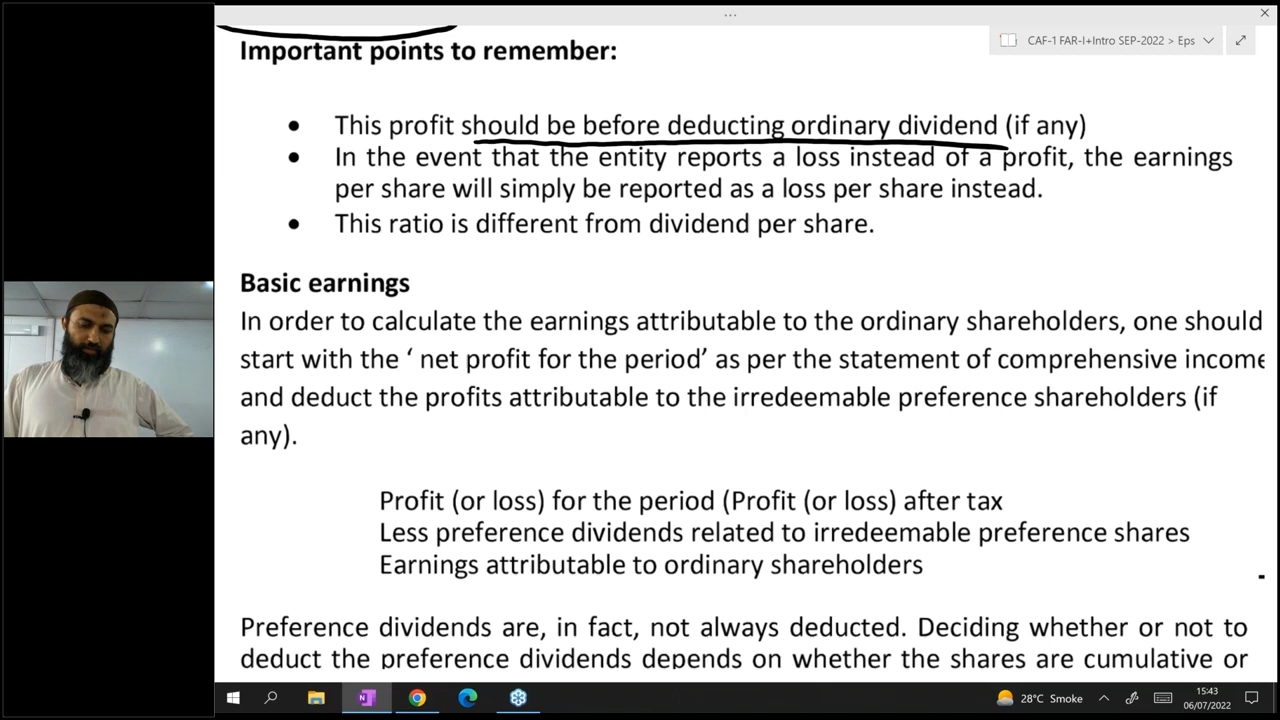 ...
CAF-1 FAR-I+Intro SEP-2022 > Eps
Important points to remember:
• This profit should be before deducting ordinary dividend (if any)
• In the event that the entity reports a loss instead of a profit, the earnings
per share will simply be reported as a loss per share instead.
• This ratio is different from dividend per share.
Basic earnings
In order to calculate the earnings attributable to the ordinary shareholders, one should
start with the ‘ net profit for the period’ as per the statement of comprehensive income
and deduct the profits attributable to the irredeemable preference shareholders (if
any).
Profit (or loss) for the period (Profit (or loss) after tax
Less preference dividends related to irredeemable preference shares
Earnings attributable to ordinary shareholders
Preference dividends are, in fact, not always deducted. Deciding whether or not to
deduct the preference dividends depends on whether the shares are cumulative or
28°C Smoke
15:43
06/07/2022